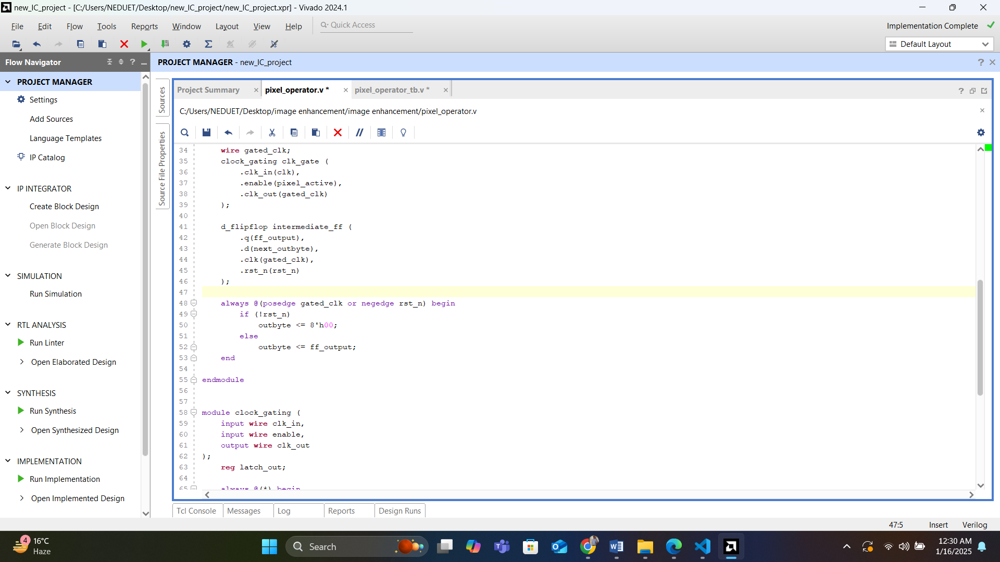 new_IC_project - [C:/Users/NEDUET/Desktop/new_IC_project/new_IC_project.xpr] - Vivado 2024.1
File Edit Flow Tools Reports Window Layout View Help Quick Access
Implementation Complete
Default Layout
Flow Navigator
PROJECT MANAGER
Settings
Add Sources
Language Templates
IP Catalog
IP INTEGRATOR
Create Block Design
Open Block Design
Generate Block Design
SIMULATION
Run Simulation
RTL ANALYSIS
Run Linter
Open Elaborated Design
SYNTHESIS
Run Synthesis
Open Synthesized Design
IMPLEMENTATION
Run Implementation
Open Implemented Design
PROJECT MANAGER - new_IC_project
Sources
Source File Properties
Project Summary
pixel_operator.v *
pixel_operator_tb.v *
C:/Users/NEDUET/Desktop/image enhancement/image enhancement/pixel_operator.v
34 wire gated_clk;
35 clock_gating clk_gate (
36 .clk_in(clk),
37 .enable(pixel_active),
38 .clk_out(gated_clk)
39 );
40
41 d_flipflop intermediate_ff (
42 .q(ff_output),
43 .d(next_outbyte),
44 .clk(gated_clk),
45 .rst_n(rst_n)
46 );
47
48 always @(posedge gated_clk or negedge rst_n) begin
49 if (!rst_n)
50 outbyte <= 8'h00;
51 else
52 outbyte <= ff_output;
53 end
54
55 endmodule
56
57
58 module clock_gating (
59 input wire clk_in,
60 input wire enable,
61 output wire clk_out
62 );
63 reg latch_out;
64
65 always @(*) begin
Tcl Console Messages Log Reports Design Runs
47:5 Insert Verilog
4
16°C
Haze
Search
12:30 AM
1/16/2025